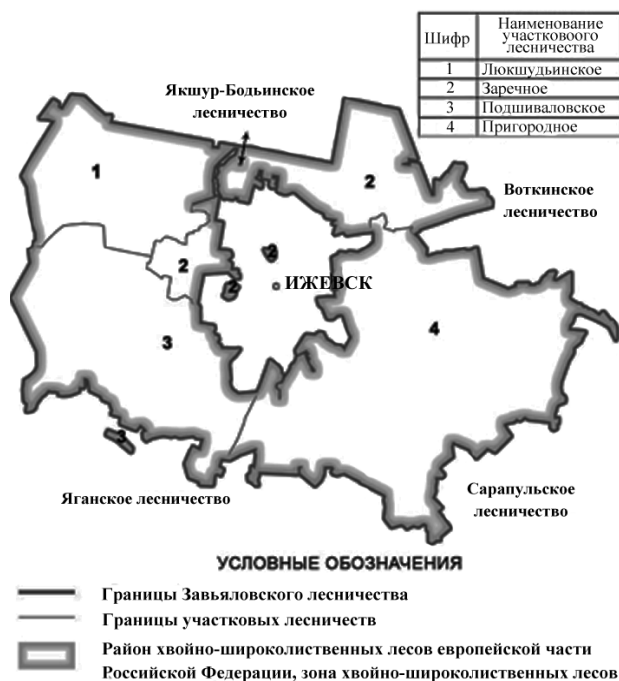 Шифр
Наименование
участковоого
лесничества
1 Люкшудьинское
2 Заречное
3 Подшиваловское
4 Пригородное
Якшур-Бодьинское
лесничество
1
2
Воткинское
лесничество
2
2
2
ИЖЕВСК
3
4
3
Яганское лесничество
Сарапульское
лесничество
УСЛОВНЫЕ ОБОЗНАЧЕНИЯ
Границы Завьяловского лесничества
Границы участковых лесничеств
Район хвойно-широколиственных лесов европейской части
Российской Федерации, зона хвойно-широколиственных лесов